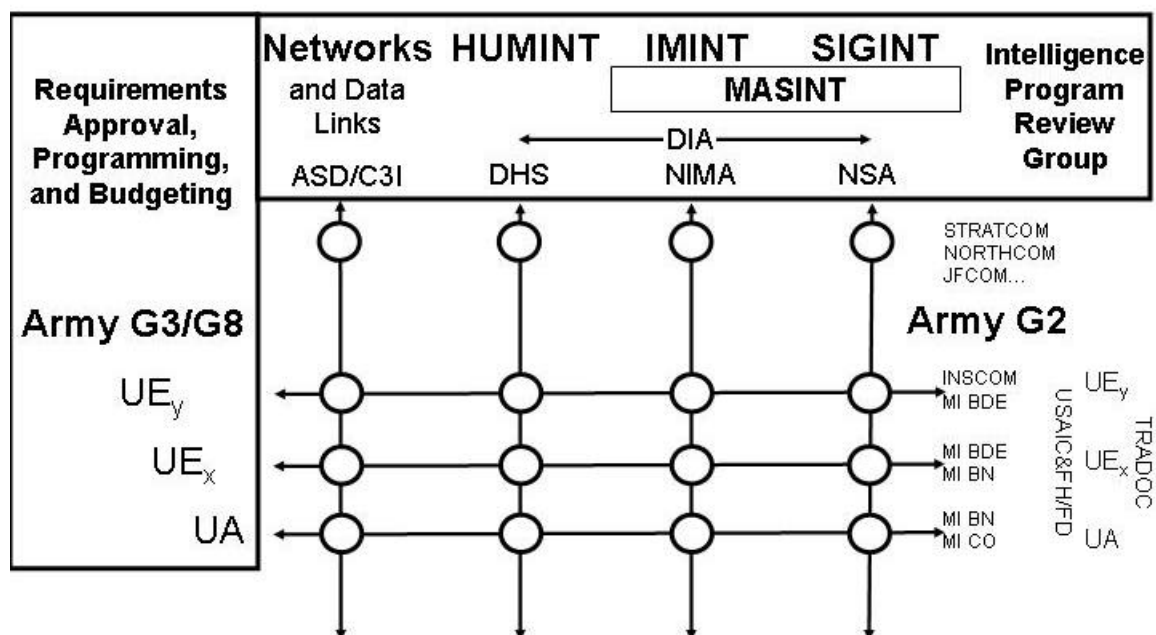 Requirements
Approval,
Programming,
and Budgeting
Networks
and Data
Links
ASD/C3I
HUMINT
IMINT
SIGINT
MASINT
DIA
DHS
NIMA
NSA
Intelligence
Program
Review
Group
STRATCOM
NORTHCOM
JFCOM...
Army G3/G8
Army G2
UEy
INSCOM
MI BDE
UEy
UEx
MI BDE
MI BN
UEx
UA
MI BN
MI CO
UA
USAIC&FH/FD
TRADOC